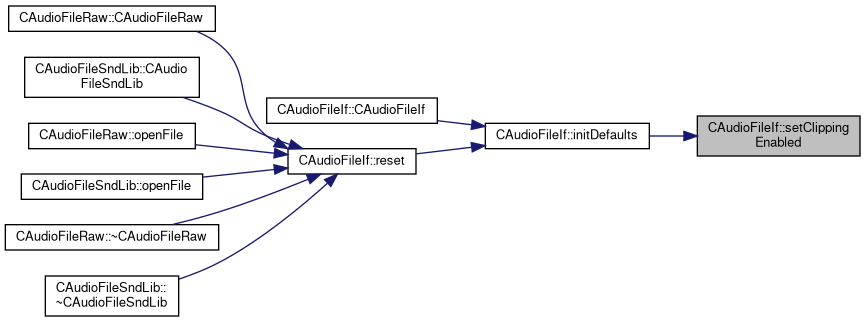 CAudioFileRaw::CAudioFileRaw
CAudioFileSndLib::CAudio
FileSndLib
CAudioFileRaw::openFile
CAudioFileSndLib::openFile
CAudioFileRaw::~CAudioFileRaw
CAudioFileSndLib::
~CAudioFileSndLib
CAudioFileIf::CAudioFileIf
CAudioFileIf::reset
CAudioFileIf::initDefaults
CAudioFileIf::setClipping
Enabled